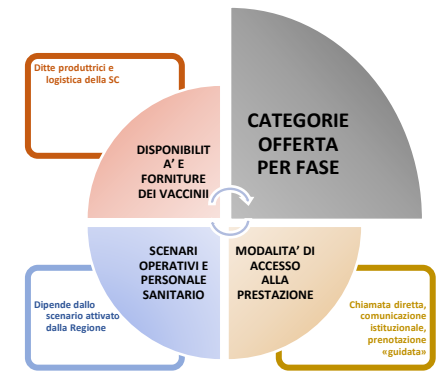 Ditte produttrici e
logistica della SC
CATEGORIE
OFFERTA
PER FASE
DISPONIBILIT
A’ E
FORNITURE
DEI VACCINII
SCENARI
OPERATIVI E
PERSONALE
SANITARIO
MODALITA’ DI
ACCESSO
ALLA
PRESTAZIONE
Dipende dallo
scenario attivato
dalla Regione
Chiamata diretta,
comunicazione
istituzionale,
prenotazione
«guidata»